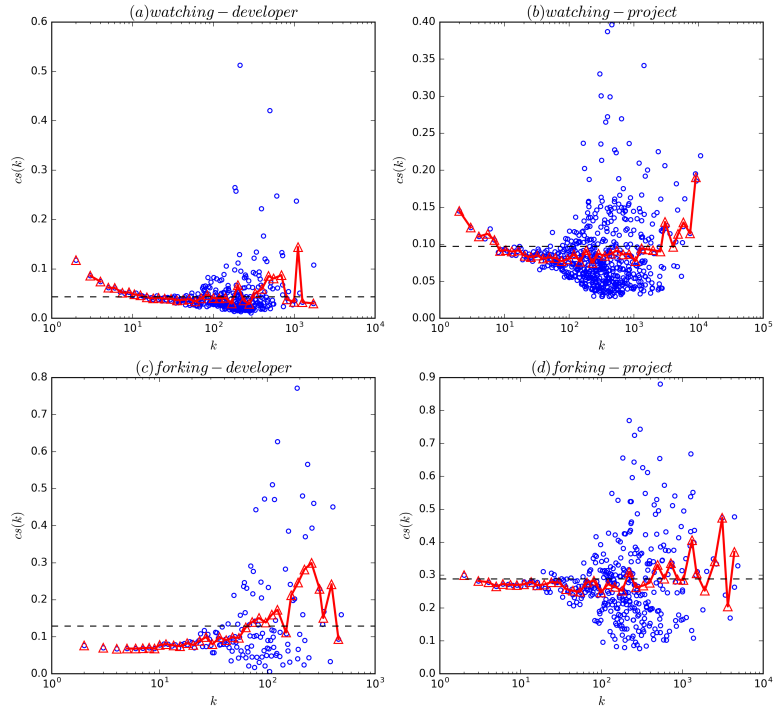 (a)watching−developer
cs(k)
0.6
0.5
0.4
0.3
0.2
0.1
0.0
10^0 10^1 10^2 10^3 10^4
k
(b)watching−project
cs(k)
0.40
0.35
0.30
0.25
0.20
0.15
0.10
0.05
0.00
10^0 10^1 10^2 10^3 10^4 10^5
k
(c)forking−developer
cs(k)
0.8
0.7
0.6
0.5
0.4
0.3
0.2
0.1
0.0
10^0 10^1 10^2 10^3
k
(d)forking−project
cs(k)
0.9
0.8
0.7
0.6
0.5
0.4
0.3
0.2
0.1
0.0
10^0 10^1 10^2 10^3 10^4
k